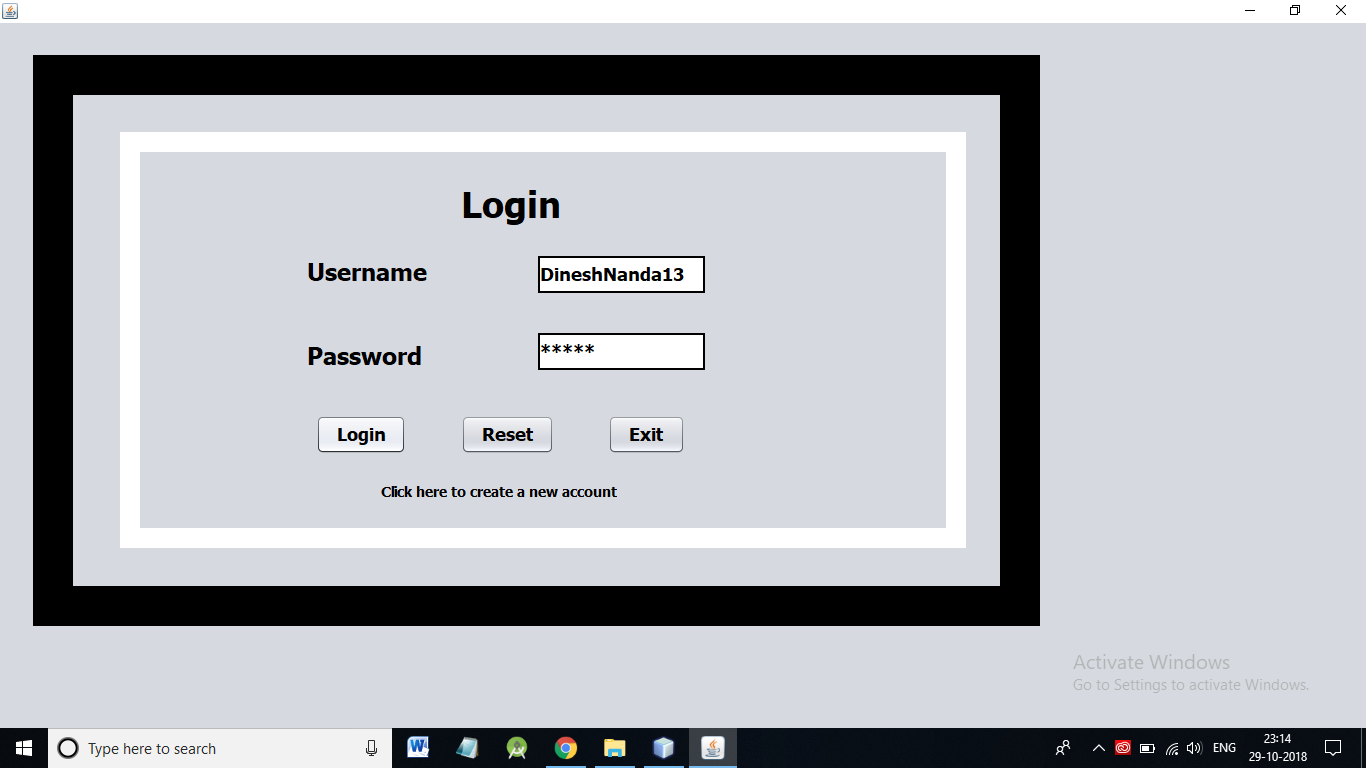 Login
Username DineshNanda13
Password *****
Login Reset Exit
Click here to create a new account
Activate Windows
Go to Settings to activate Windows.
Type here to search
ENG
23:14
29-10-2018